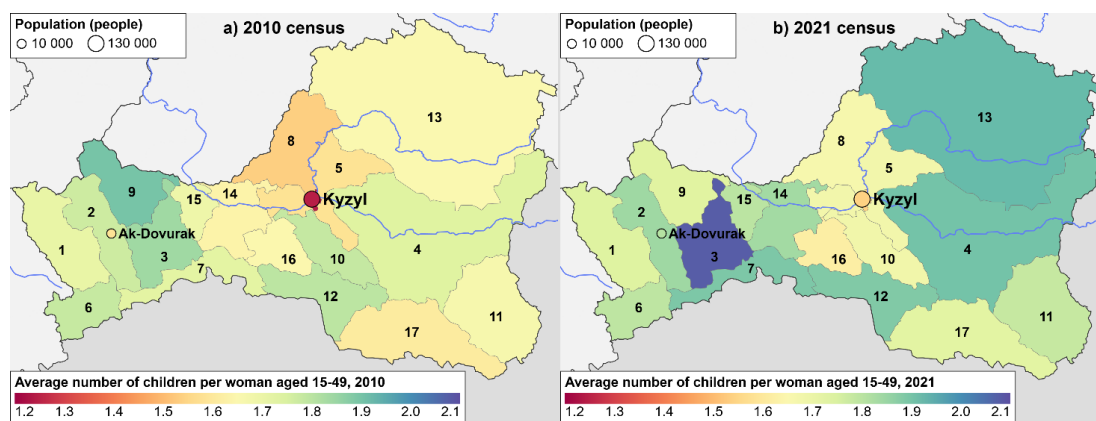 Population (people)
10 000 130 000
a) 2010 census
13
8
5
9
14
15
Kyzyl
2
Ak-Dovurak
1
3
4
16
10
7
12
6
11
17
Average number of children per woman aged 15-49, 2010
1.2 1.3 1.4 1.5 1.6 1.7 1.8 1.9 2.0 2.1
Population (people)
10 000 130 000
b) 2021 census
13
8
5
9
14
15
Kyzyl
2
Ak-Dovurak
1
4
3
16
10
7
12
6
11
17
Average number of children per woman aged 15-49, 2021
1.2 1.3 1.4 1.5 1.6 1.7 1.8 1.9 2.0 2.1